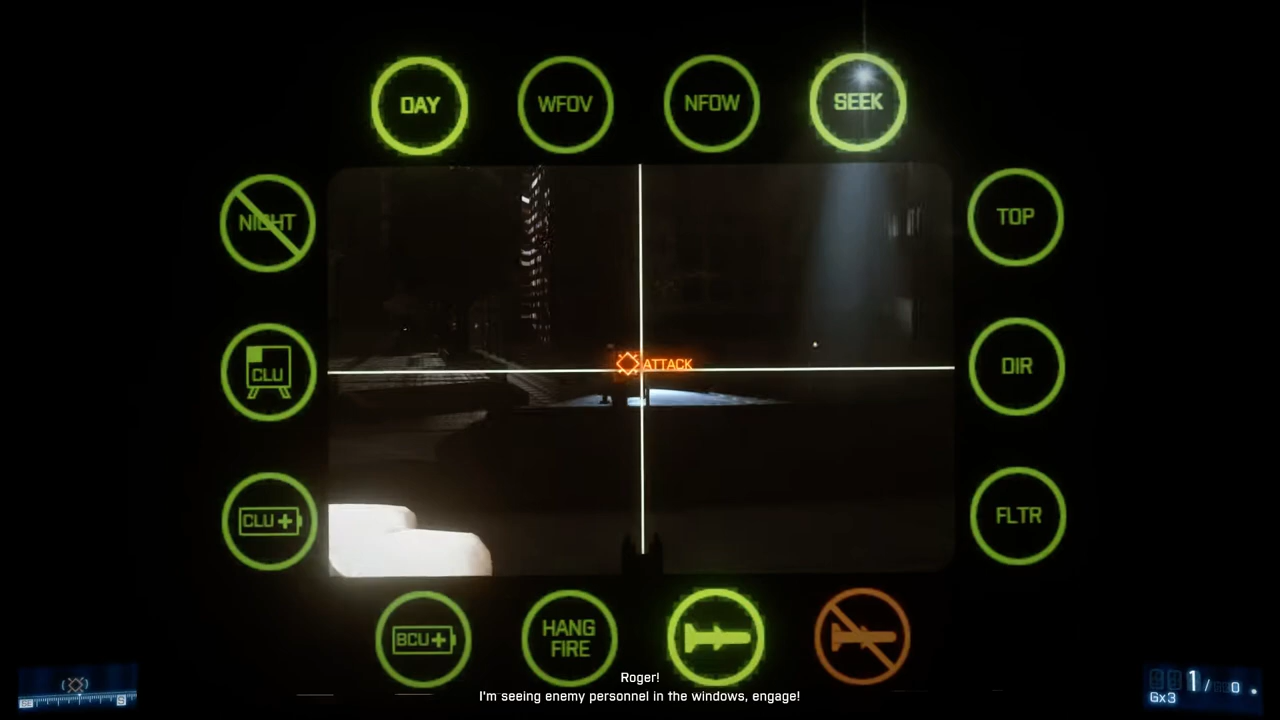 DAY
WFOV
NFOW
SEEK
NIGHT
TOP
CLU
ATTACK
DIR
CLU+
FLTR
BCU+
HANG
FIRE
Roger!
I'm seeing enemy personnel in the windows, engage!
SE
S
1/0
Gx3